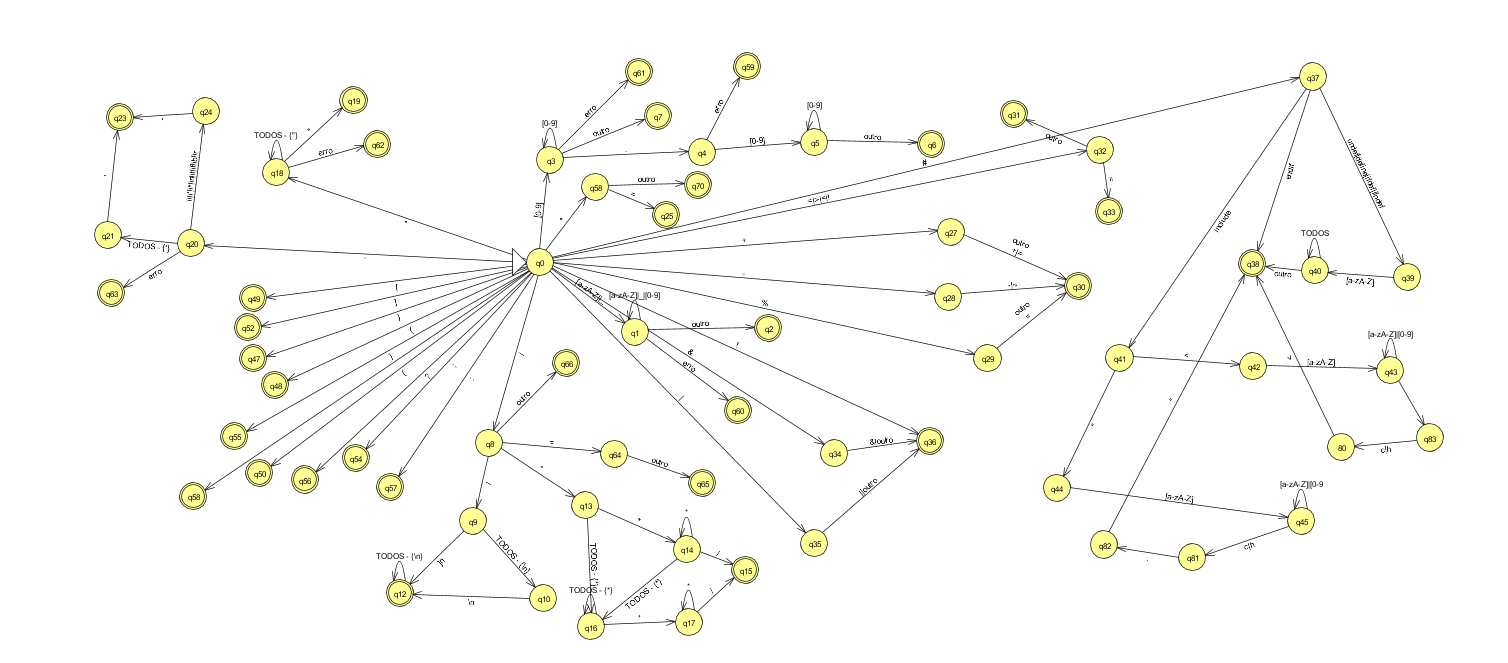 q61
q59
q37
q19
q24
q23
[0-9]
[0-9]
q31
erro
q7
erro
outro
TODOS - {"}
q62
erro
q3
q4
[0-9]
q5
outro
q6
outro
q32
#
outro
include
q18
q58
outro
q70
=
q25
[0-9]
q33
q21
TODOS - {'}
q20
q27
outro
q0
TODOS
erro
q63
q38
outro
q40
[a-zA-Z]
q39
q49
q28
q30
[a-zA-Z]|_|[0-9]
outro
=
q52
%
q1
outro
q2
[a-zA-Z]|[0-9]
q47
q29
q41
<
q42
[a-zA-Z]
q43
&
erro
q66
q48
outro
q60
q55
q8
=
q64
outro
q65
q34
&|outro
q36
q83
c|h
80
q54
q50
q56
q57
q58
||outro
q44
[a-zA-Z]
[a-zA-Z]|[0-9
q13
*
q9
\n
TODOS - {\n}
q45
c|h
q14
*
/
q35
q82
q81
TODOS - {\n}
q15
TODOS - {*}
TODOS - {*}
q12
\n
q10
*
/
q16
*
q17